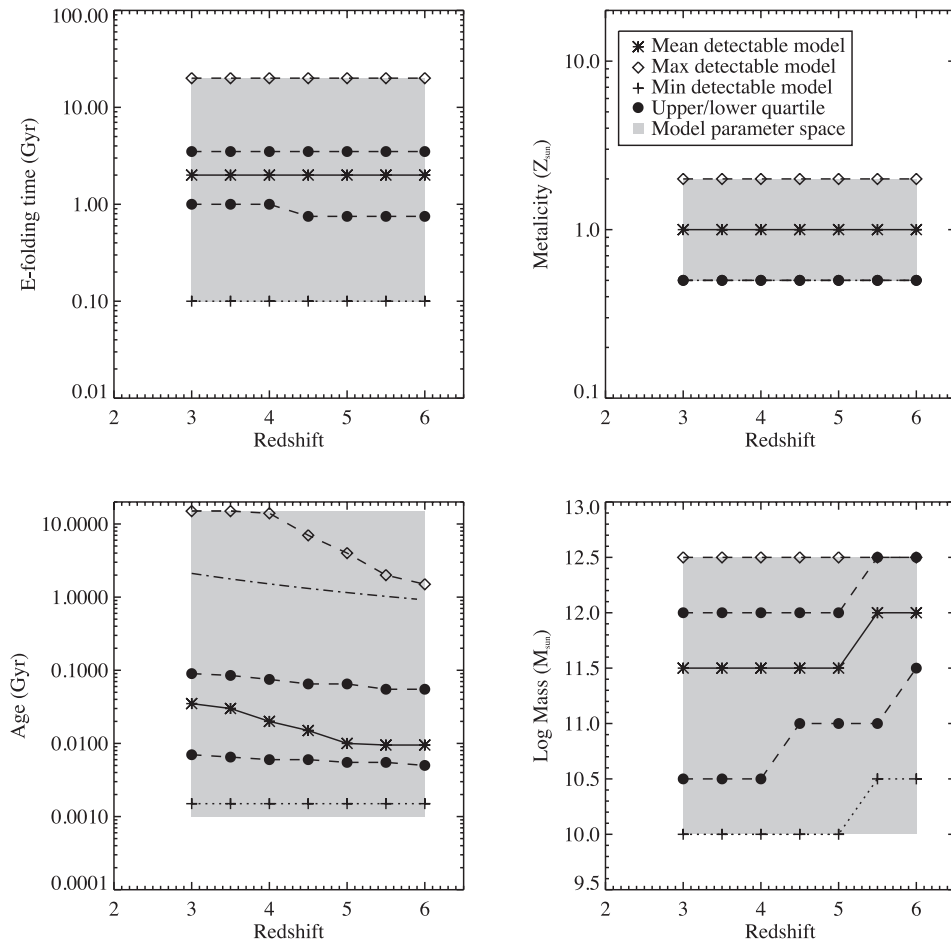 100.00
10.00
1.00
0.10
0.01
E-folding time (Gyr)
2 3 4 5 6
Redshift
10.0
1.0
0.1
Metalicity (Zsun)
Mean detectable model
Max detectable model
Min detectable model
Upper/lower quartile
Model parameter space
2 3 4 5 6
Redshift
10.0000
1.0000
0.1000
0.0100
0.0010
0.0001
Age (Gyr)
2 3 4 5 6
Redshift
13.0
12.5
12.0
11.5
11.0
10.5
10.0
9.5
Log Mass (Msun)
2 3 4 5 6
Redshift